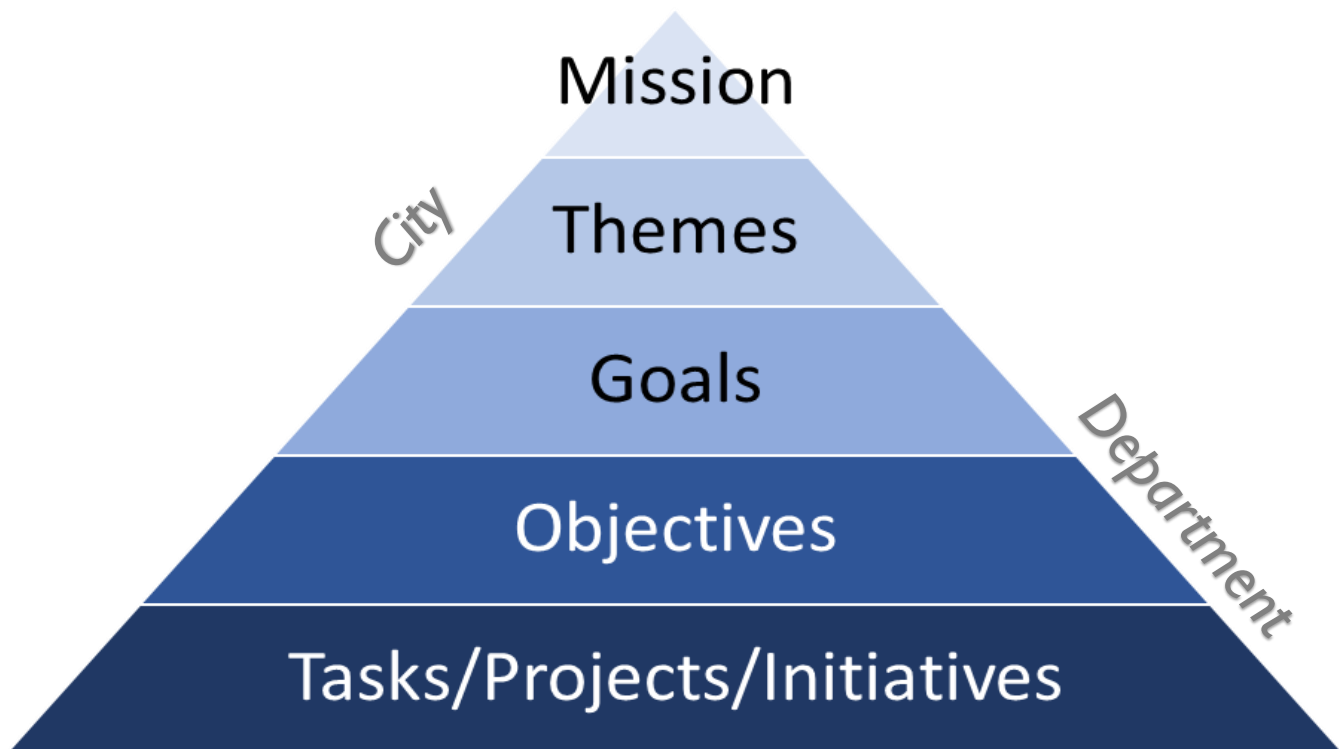 Mission
City
Themes
Goals
Department
Objectives
Tasks/Projects/Initiatives